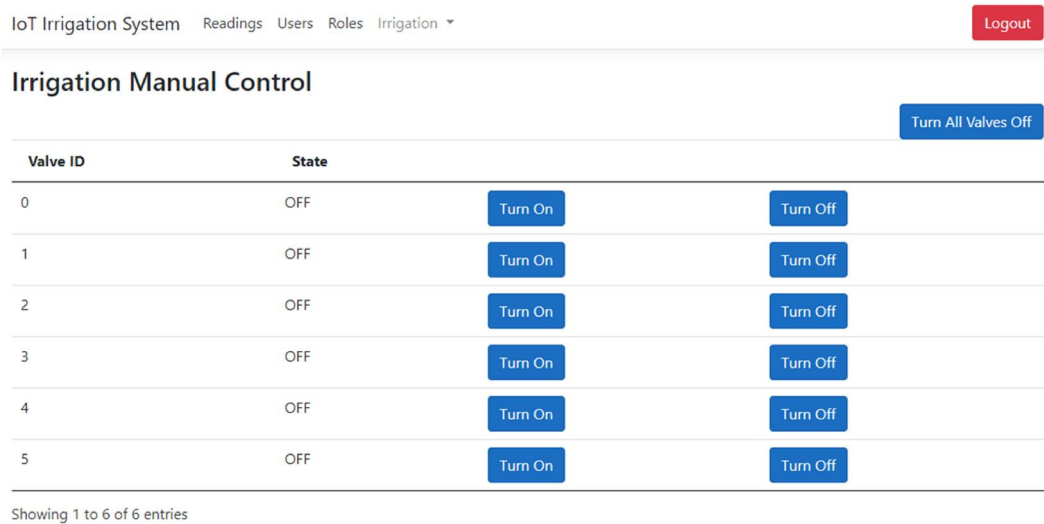 IoT Irrigation System Readings Users Roles Irrigation Logout
Irrigation Manual Control
Turn All Valves Off
Valve ID State
0 OFF Turn On Turn Off
1 OFF Turn On Turn Off
2 OFF Turn On Turn Off
3 OFF Turn On Turn Off
4 OFF Turn On Turn Off
5 OFF Turn On Turn Off
Showing 1 to 6 of 6 entries